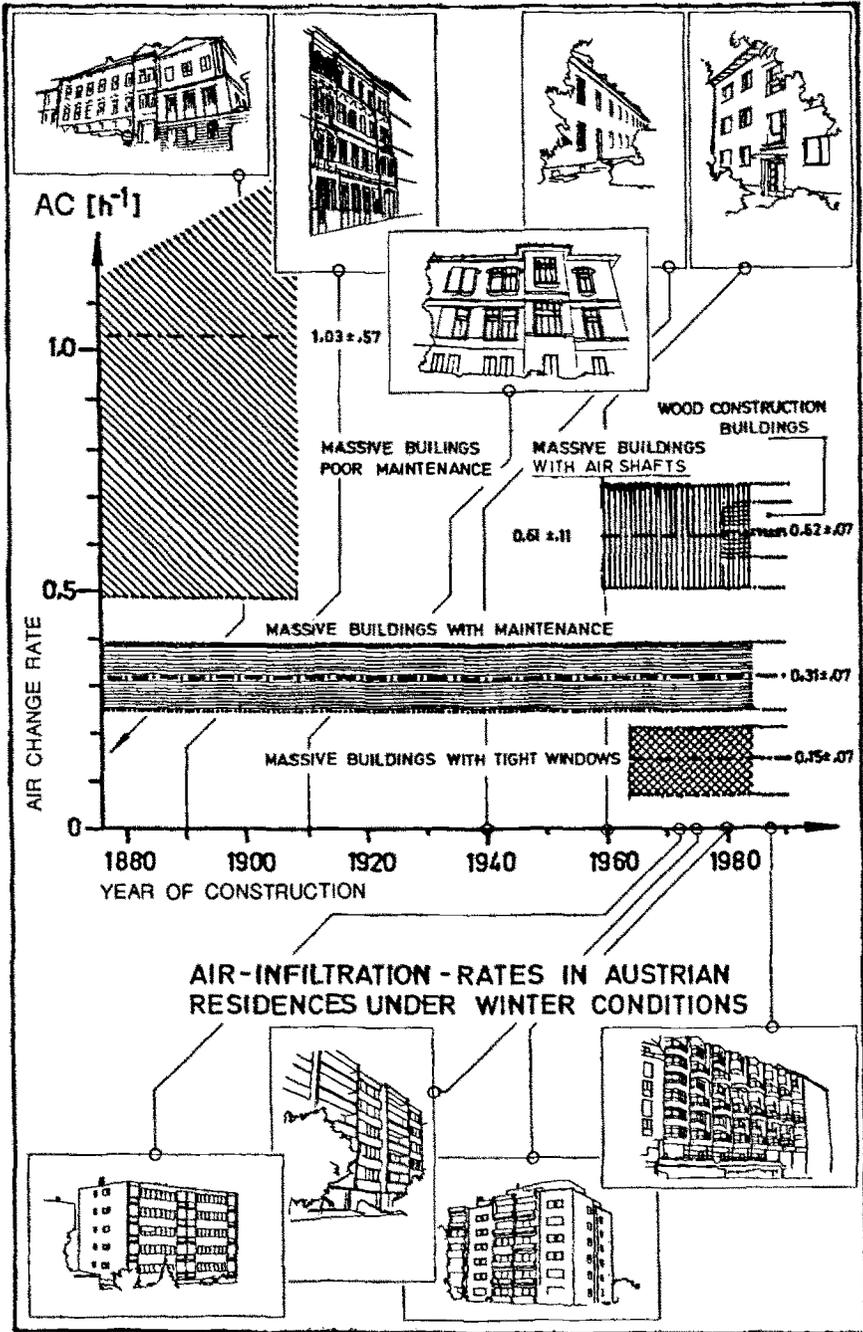 AC [h⁻¹]
1.0
1.03±.57
WOOD CONSTRUCTION
BUILDINGS
MASSIVE BUILINGS
POOR MAINTENANCE
MASSIVE BUILDINGS
WITH AIR SHAFTS
0.61 ±.11
0.62±.07
0.5
MASSIVE BUILDINGS WITH MAINTENANCE
0.31±.07
MASSIVE BUILDINGS WITH TIGHT WINDOWS
0.15±.07
AIR CHANGE RATE
0
1880 1900 1920 1940 1960 1980
YEAR OF CONSTRUCTION
AIR-INFILTRATION-RATES IN AUSTRIAN
RESIDENCES UNDER WINTER CONDITIONS